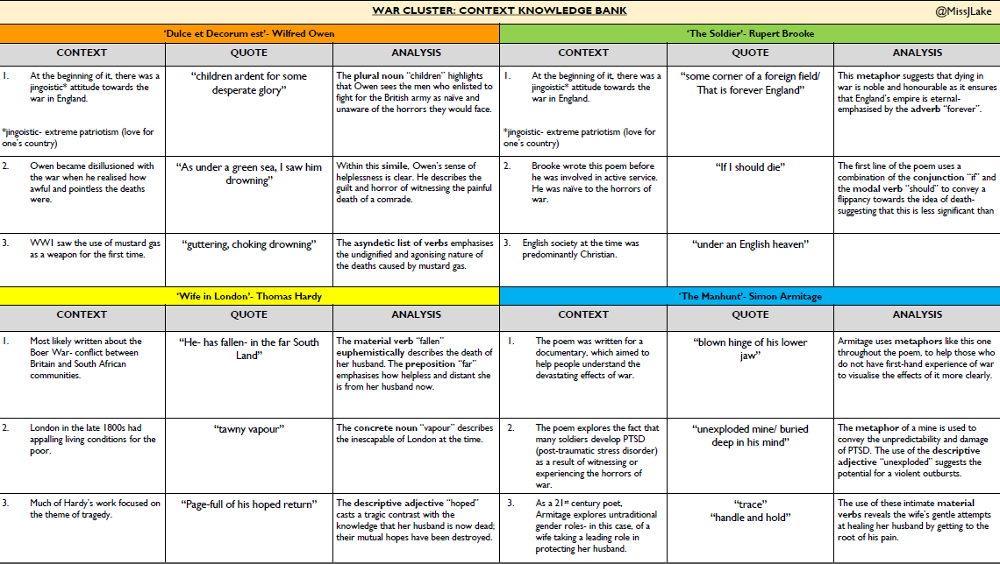 WAR CLUSTER: CONTEXT KNOWLEDGE BANK
@MissJLake
'Dulce et Decorum est'- Wilfred Owen
CONTEXT
QUOTE
ANALYSIS
1. At the beginning of it, there was a
jingoistic* attitude towards the
war in England.
*jingoistic- extreme patriotism (love for
one's country)
"children ardent for some
desperate glory"
The plural noun "children" highlights
that Owen sees the men who enlisted to
fight for the British army as naïve and
unaware of the horrors they would face.
2. Owen became disillusioned with
the war when he realised how
awful and pointless the deaths
were.
"As under a green sea, I saw him
drowning"
Within this simile, Owen's sense of
helplessness is clear. He describes the
guilt and horror of witnessing the painful
death of a comrade.
3. WW1 saw the use of mustard gas
as a weapon for the first time.
"guttering, choking drowning"
The asyndetic list of verbs emphasises
the undignified and agonising nature of
the deaths caused by mustard gas.
'The Soldier'- Rupert Brooke
CONTEXT
QUOTE
ANALYSIS
1. At the beginning of it, there was a
jingoistic* attitude towards the
war in England.
*jingoistic- extreme patriotism (love for
one's country)
"some corner of a foreign field/
That is forever England"
This metaphor suggests that dying in
war is noble and honourable as it ensures
that England's empire is eternal-
emphasised by the adverb "forever".
2. Brooke wrote this poem before
he was involved in active service.
He was naïve to the horrors of
war.
"If I should die"
The first line of the poem uses a
combination of the conjunction "if" and
the modal verb "should" to convey a
flippancy towards the idea of death-
suggesting that this is less significant than
3. English society at the time was
predominantly Christian.
"under an English heaven"
'Wife in London'- Thomas Hardy
CONTEXT
QUOTE
ANALYSIS
1. Most likely written about the
Boer War- conflict between
Britain and South African
communities.
"He- has fallen- in the far South
Land"
The material verb "fallen"
euphemistically describes the death of
her husband. The preposition "far"
emphasises how helpless and distant she
is from her husband now.
2. London in the late 1800s had
appalling living conditions for the
poor.
"tawny vapour"
The concrete noun "vapour" describes
the inescapable of London at the time.
3. Much of Hardy's work focused on
the theme of tragedy.
"Page-full of his hoped return"
The descriptive adjective "hoped"
casts a tragic contrast with the
knowledge that her husband is now dead;
their mutual hopes have been destroyed.
'The Manhunt'- Simon Armitage
CONTEXT
QUOTE
ANALYSIS
1. The poem was written for a
documentary, which aimed to
help people understand the
devastating effects of war.
"blown hinge of his lower
jaw"
Armitage uses metaphors like this one
throughout the poem, to help those who
do not have first-hand experience of war
to visualise the effects of it more clearly.
2. The poem explores the fact that
many soldiers develop PTSD
(post-traumatic stress disorder)
as a result of witnessing or
experiencing the horrors of
war.
"unexploded mine/ buried
deep in his mind"
The metaphor of a mine is used to
convey the unpredictability and damage
of PTSD. The use of the descriptive
adjective "unexploded" suggests the
potential for a violent outbursts.
3. As a 21st century poet,
Armitage explores untraditional
gender roles- in this case, of a
wife taking a leading role in
protecting her husband.
"trace"
"handle and hold"
The use of these intimate material
verbs reveals the wife's gentle attempts
at healing her husband by getting to the
root of his pain.